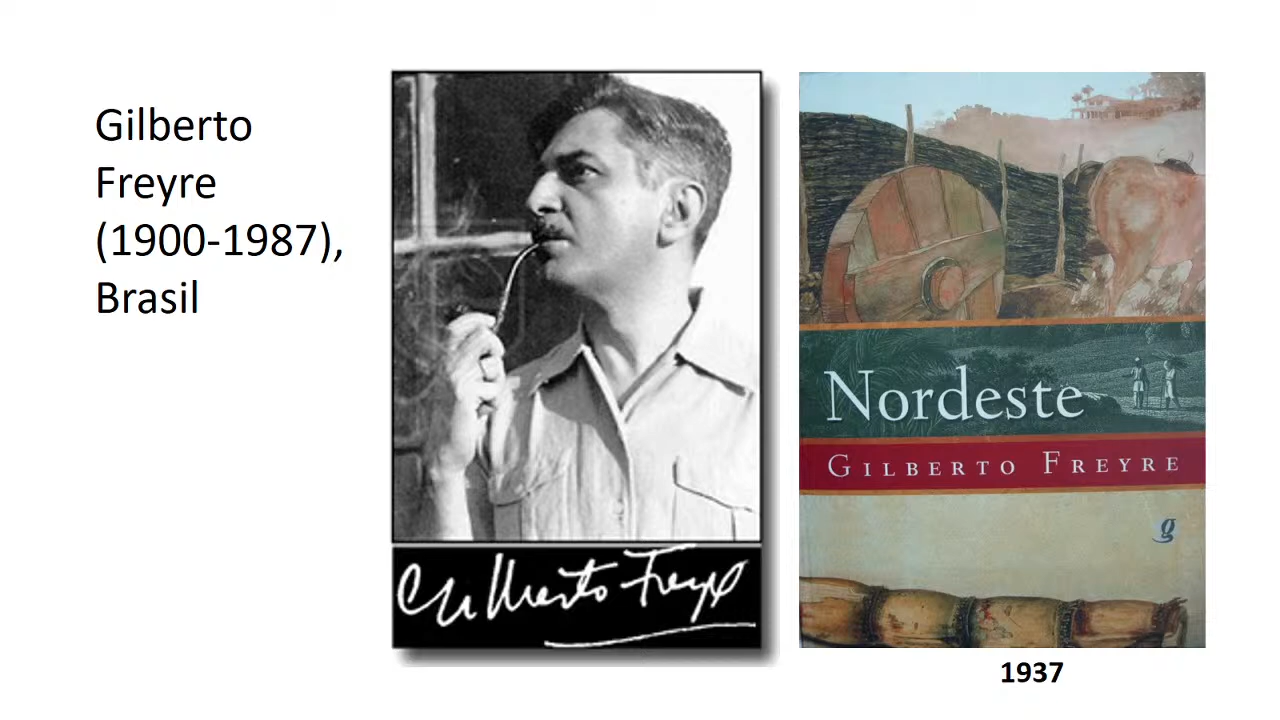 Gilberto
Freyre
(1900-1987),
Brasil
Gilberto Freyre
Nordeste
GILBERTO FREYRE
g
1937